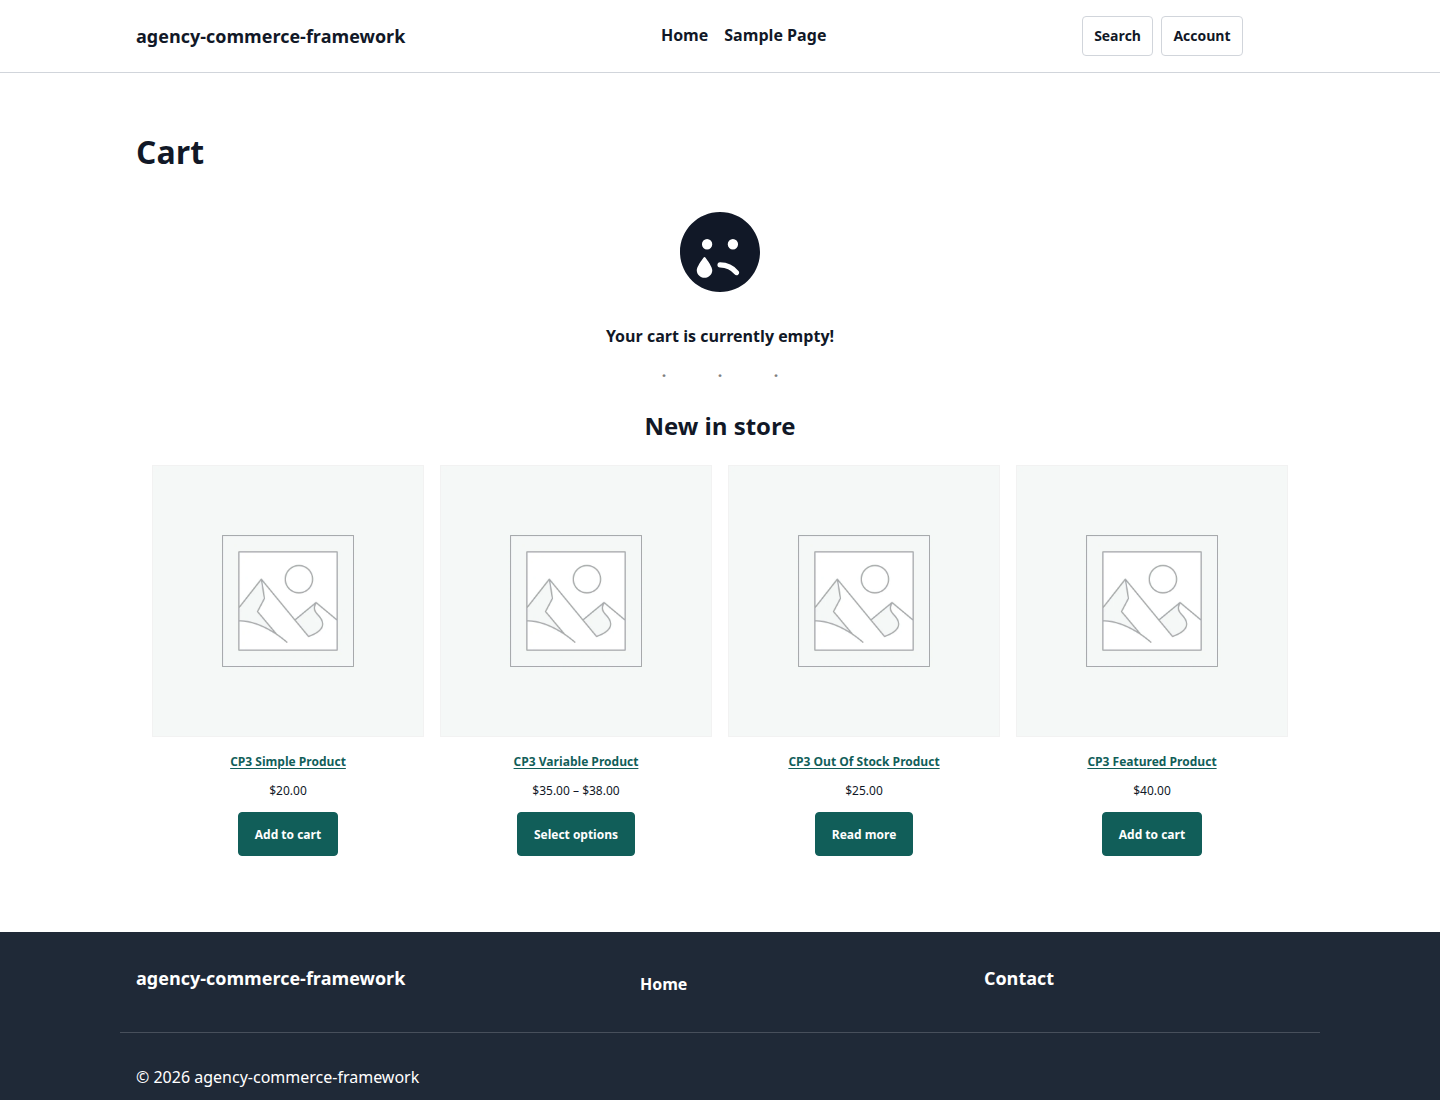 agency-commerce-framework
Home Sample Page
Search Account
Cart
Your cart is currently empty!
New in store
CP3 Simple Product
$20.00
Add to cart
CP3 Variable Product
$35.00 – $38.00
Select options
CP3 Out Of Stock Product
$25.00
Read more
CP3 Featured Product
$40.00
Add to cart
agency-commerce-framework
Home
Contact
© 2026 agency-commerce-framework